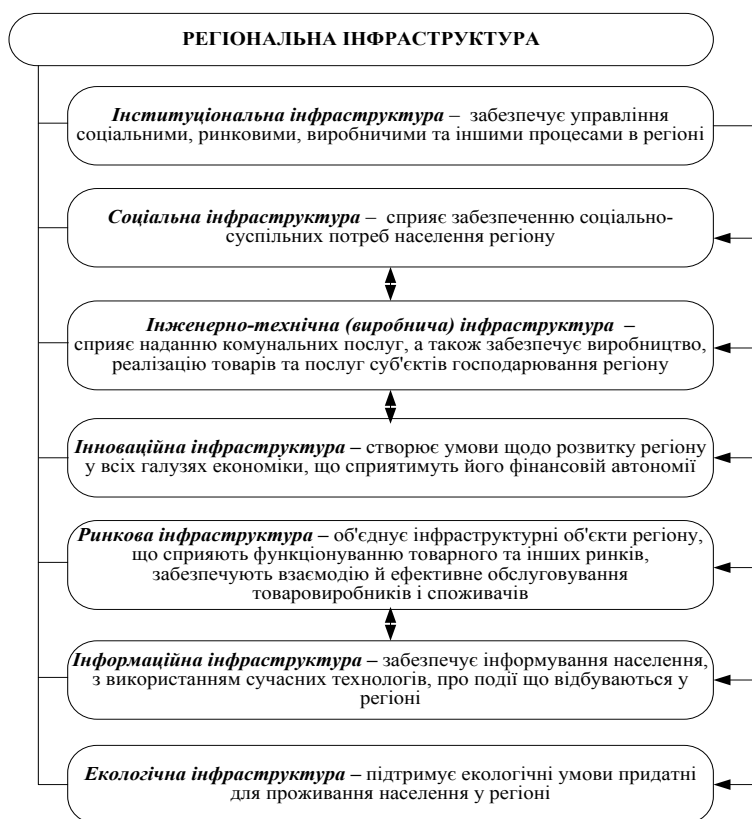 РЕГІОНАЛЬНА ІНФРАСТРУКТУРА
Інституціональна інфраструктура – забезпечує управління
соціальними, ринковими, виробничими та іншими процесами в регіоні
Соціальна інфраструктура – сприяє забезпеченню соціально-
суспільних потреб населення регіону
Інженерно-технічна (виробнича) інфраструктура –
сприяє наданню комунальних послуг, а також забезпечує виробництво,
реалізацію товарів та послуг суб'єктів господарювання регіону
Інноваційна інфраструктура – створює умови щодо розвитку регіону
у всіх галузях економіки, що сприятимуть його фінансовій автономії
Ринкова інфраструктура – об'єднує інфраструктурні об'єкти регіону,
що сприяють функціонуванню товарного та інших ринків,
забезпечують взаємодію й ефективне обслуговування
товаровиробників і споживачів
Інформаційна інфраструктура – забезпечує інформування населення,
з використанням сучасних технологів, про події що відбуваються у
регіоні
Екологічна інфраструктура – підтримує екологічні умови придатні
для проживання населення у регіоні